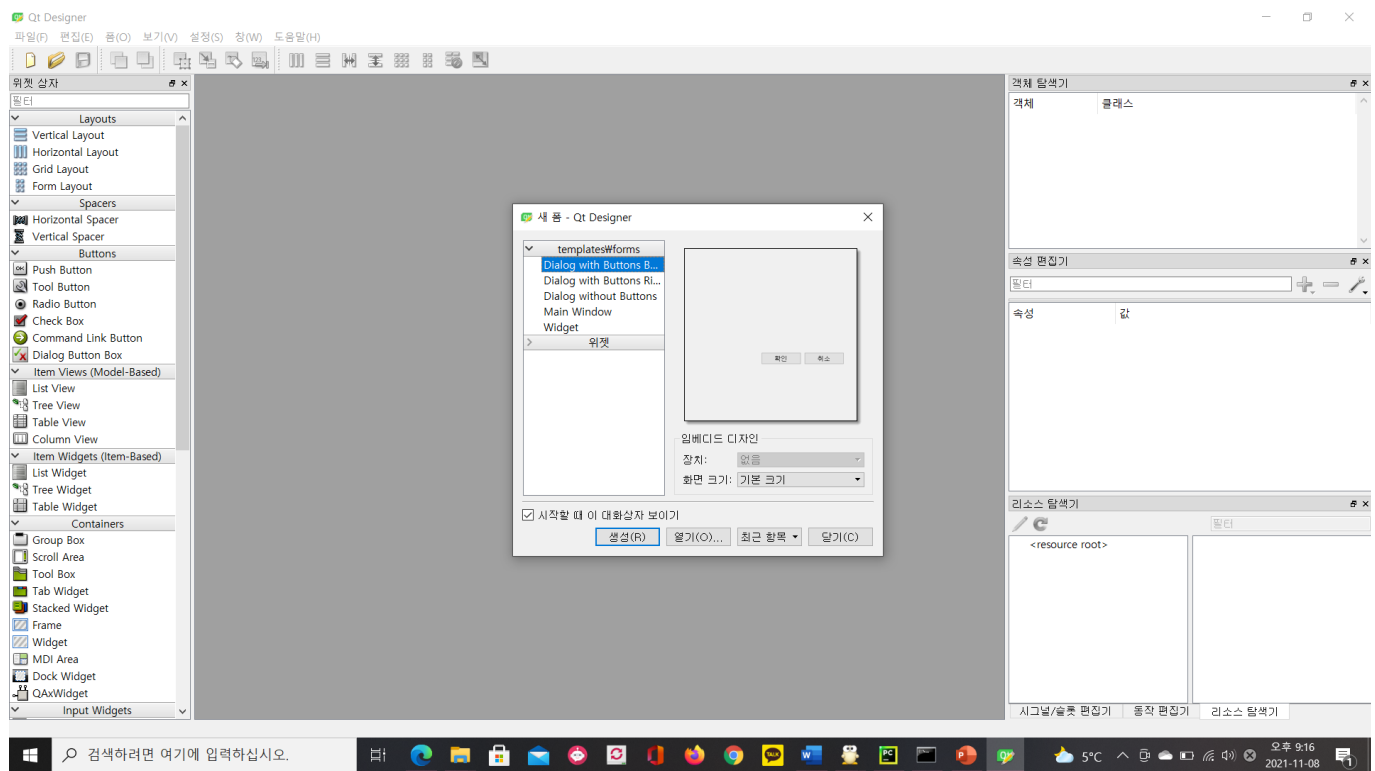 Qt Designer
파일(F) 편집(E) 폼(O) 보기(V) 설정(S) 창(W) 도움말(H)
위젯 상자
필터
Layouts
Vertical Layout
Horizontal Layout
Grid Layout
Form Layout
Spacers
Horizontal Spacer
Vertical Spacer
Buttons
Push Button
Tool Button
Radio Button
Check Box
Command Link Button
Dialog Button Box
Item Views (Model-Based)
List View
Tree View
Table View
Column View
Item Widgets (Item-Based)
List Widget
Tree Widget
Table Widget
Containers
Group Box
Scroll Area
Tool Box
Tab Widget
Stacked Widget
Frame
Widget
MDI Area
Dock Widget
QAxWidget
Input Widgets
새 폼 - Qt Designer
templates₩forms
Dialog with Buttons B...
Dialog with Buttons Ri...
Dialog without Buttons
Main Window
Widget
위젯
확인 취소
임베디드 디자인
장치: 없음
화면 크기: 기본 크기
시작할 때 이 대화상자 보이기
생성(R) 열기(O)... 최근 항목 닫기(C)
객체 탐색기
객체 클래스
속성 편집기
필터
속성 값
리소스 탐색기
필터
<resource root>
시그널/슬롯 편집기 동작 편집기 리소스 탐색기
검색하려면 여기에 입력하십시오.
TALK
PC
5°C
오후 9:16
2021-11-08
1